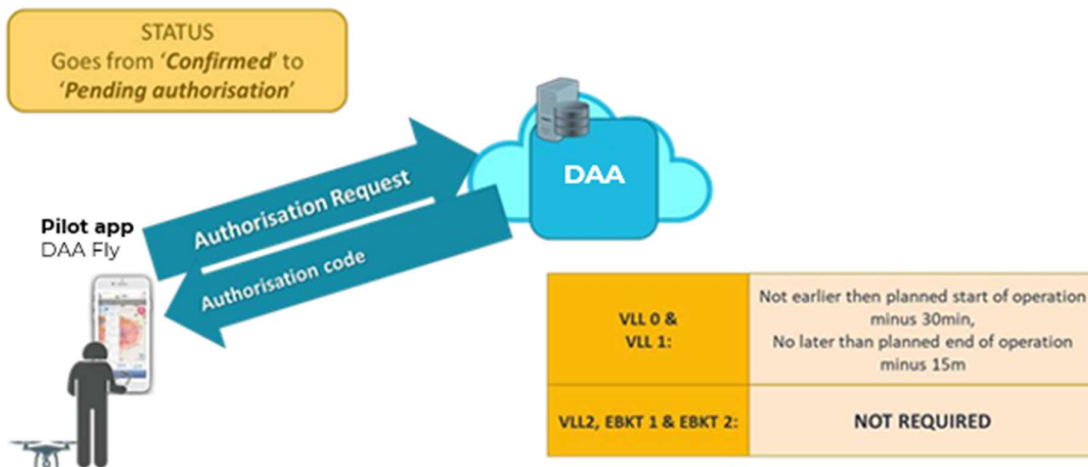 STATUS
Goes from ‘Confirmed’ to
‘Pending authorisation’
DAA
Authorisation Request
Pilot app
DAA Fly
Authorisation code
VLL 0 &
VLL 1:
Not earlier then planned start of operation
minus 30min,
No later than planned end of operation
minus 15m
VLL2, EBKT 1 & EBKT 2:
NOT REQUIRED